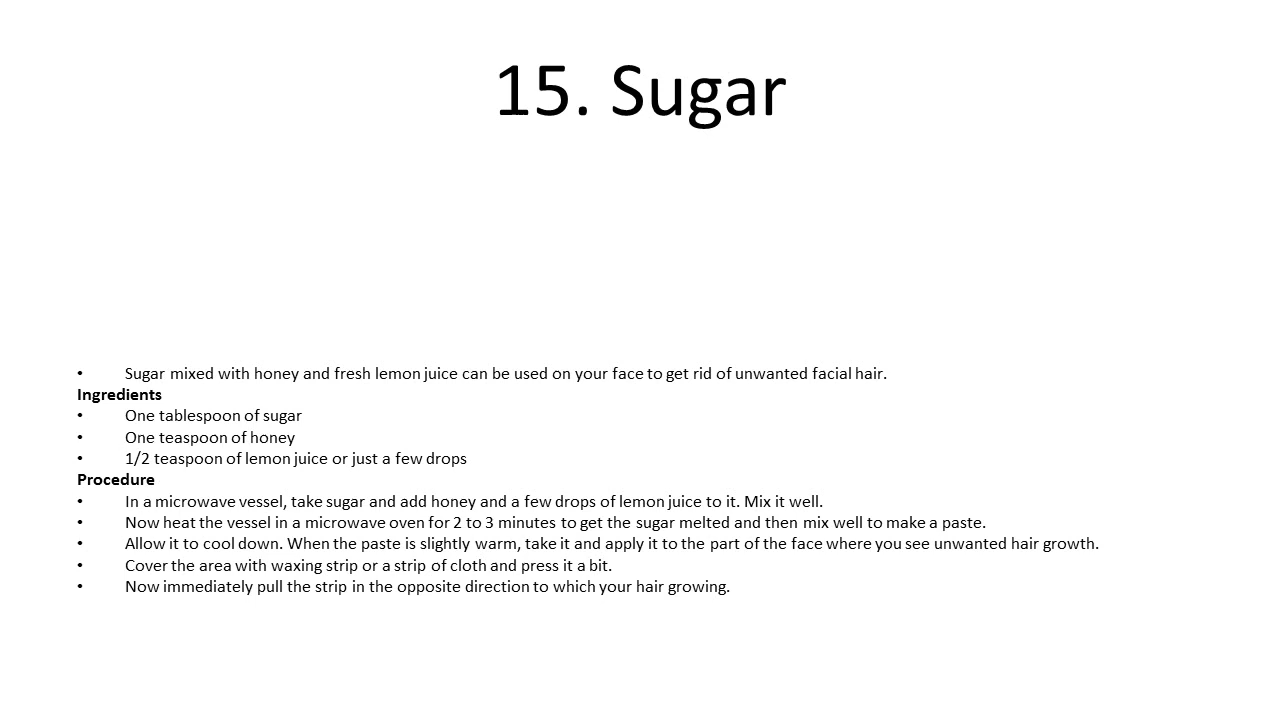 15. Sugar
• Sugar mixed with honey and fresh lemon juice can be used on your face to get rid of unwanted facial hair.
Ingredients
• One tablespoon of sugar
• One teaspoon of honey
• 1/2 teaspoon of lemon juice or just a few drops
Procedure
• In a microwave vessel, take sugar and add honey and a few drops of lemon juice to it. Mix it well.
• Now heat the vessel in a microwave oven for 2 to 3 minutes to get the sugar melted and then mix well to make a paste.
• Allow it to cool down. When the paste is slightly warm, take it and apply it to the part of the face where you see unwanted hair growth.
• Cover the area with waxing strip or a strip of cloth and press it a bit.
• Now immediately pull the strip in the opposite direction to which your hair growing.